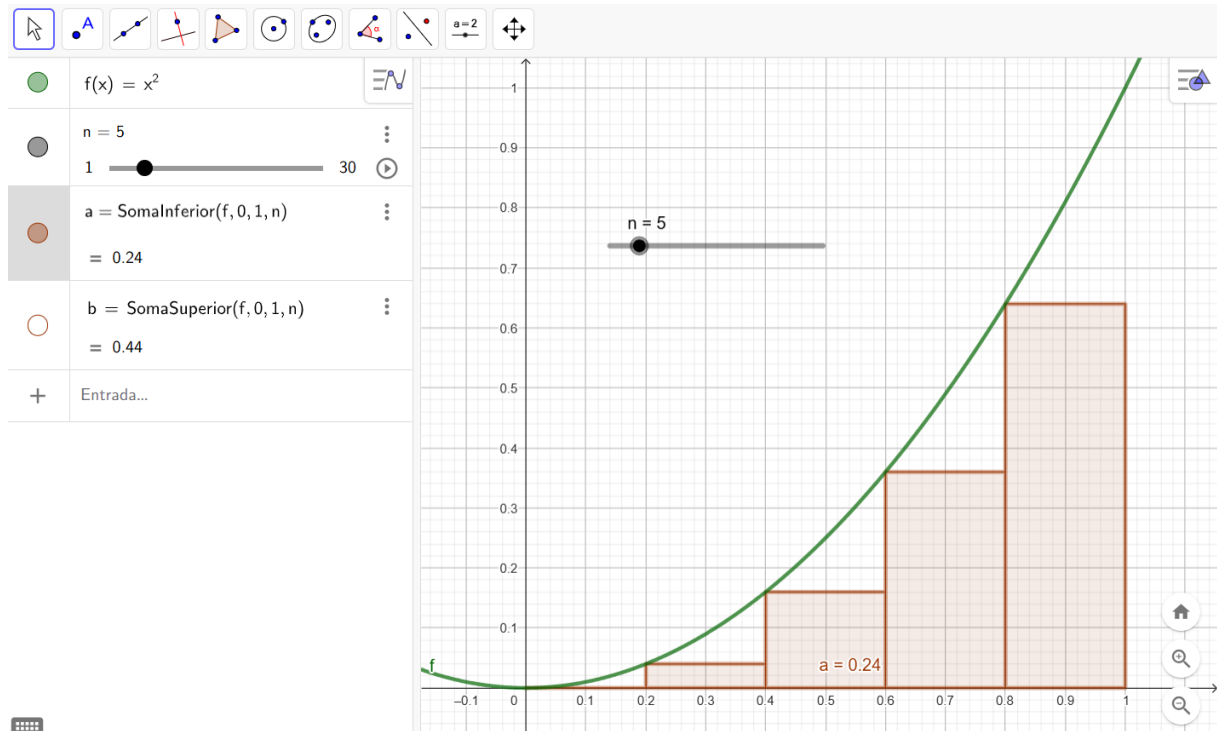 A
α
a=2
f(x) = x²
n = 5
1
30
a = SomaInferior(f, 0, 1, n)
= 0.24
b = SomaSuperior(f, 0, 1, n)
= 0.44
+ Entrada...
n = 5
1
0.9
0.8
0.7
0.6
0.5
0.4
0.3
0.2
0.1
a = 0.24
f
−0.1 0 0.1 0.2 0.3 0.4 0.5 0.6 0.7 0.8 0.9 1